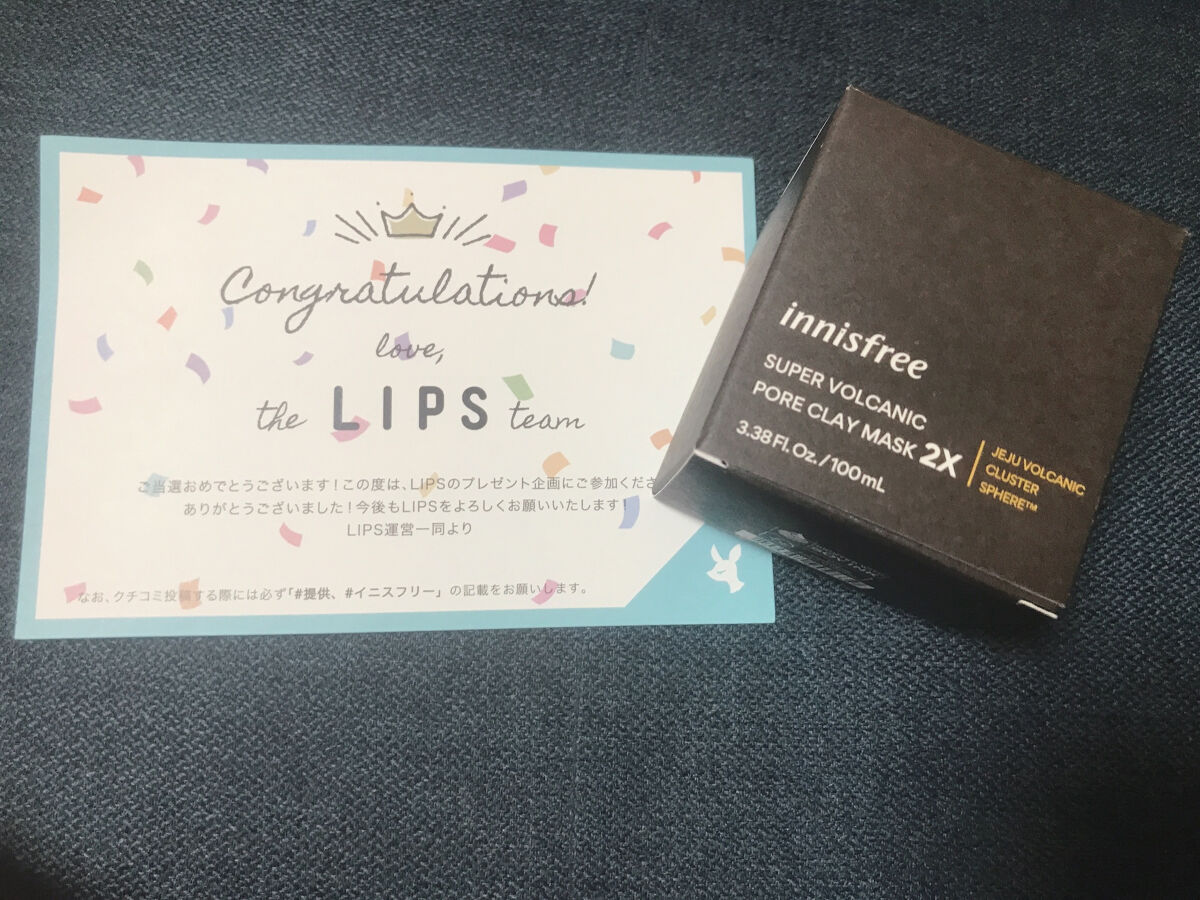 Congratulations!
love,
the LIPS team
ご当選おめでとうございます！この度は、LIPSのプレゼント企画にご参加くださ
ありがとうございました！今後もLIPSをよろしくお願いいたします！
LIPS運営一同より
なお、クチコミ投稿する際には必ず「#提供、#イニスフリー」の記載をお願いします。
innisfree
SUPER VOLCANIC
PORE CLAY MASK 2X
3.38 Fl. Oz. / 100mL
JEJU VOLCANIC
CLUSTER
SPHERE™